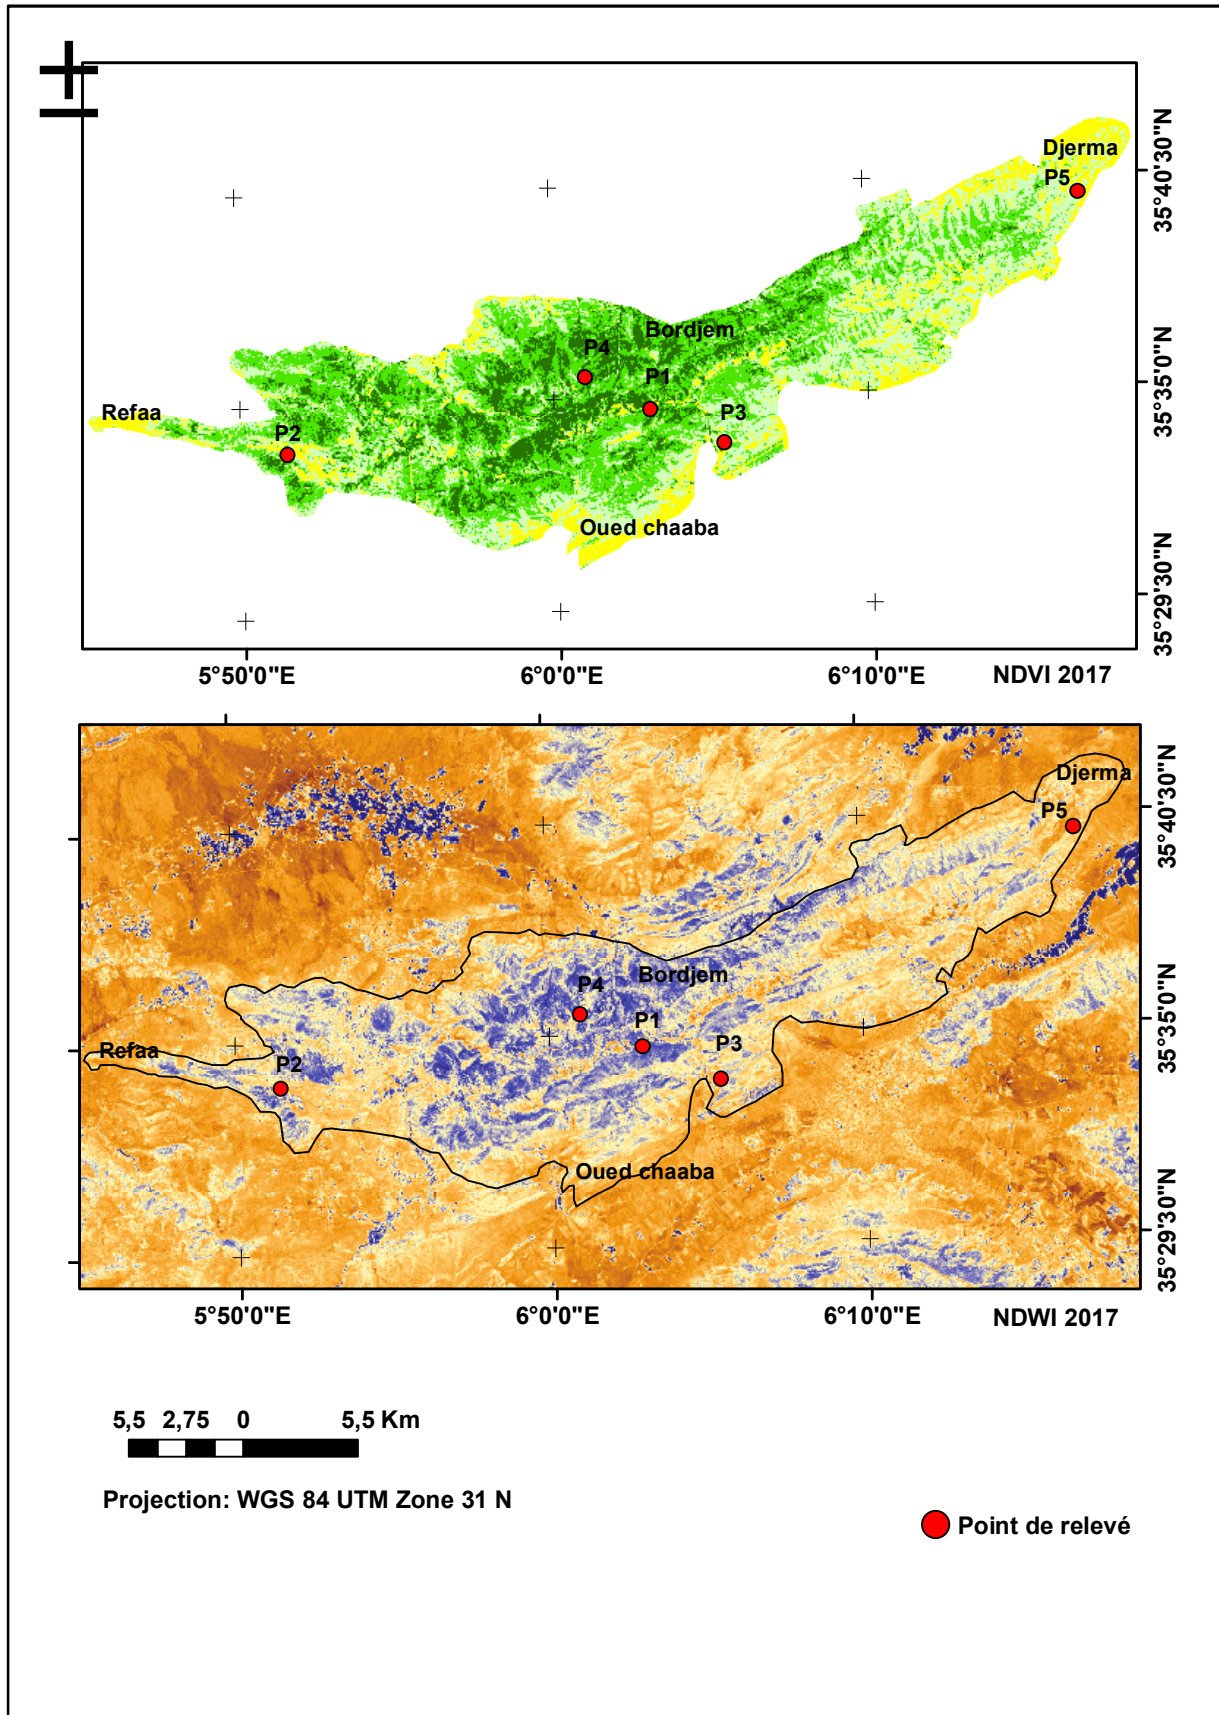 Djerma
P5
35°40'30"N
Bordjem
P4
P1
35°35'0"N
Refaa
P2
P3
Oued chaaba
35°29'30"N
5°50'0"E 6°0'0"E 6°10'0"E NDVI 2017
Djerma
P5
35°40'30"N
Bordjem
P4
P1
35°35'0"N
Refaa
P2
P3
Oued chaaba
35°29'30"N
5°50'0"E 6°0'0"E 6°10'0"E NDWI 2017
5,5 2,75 0 5,5 Km
Projection: WGS 84 UTM Zone 31 N
Point de relevé